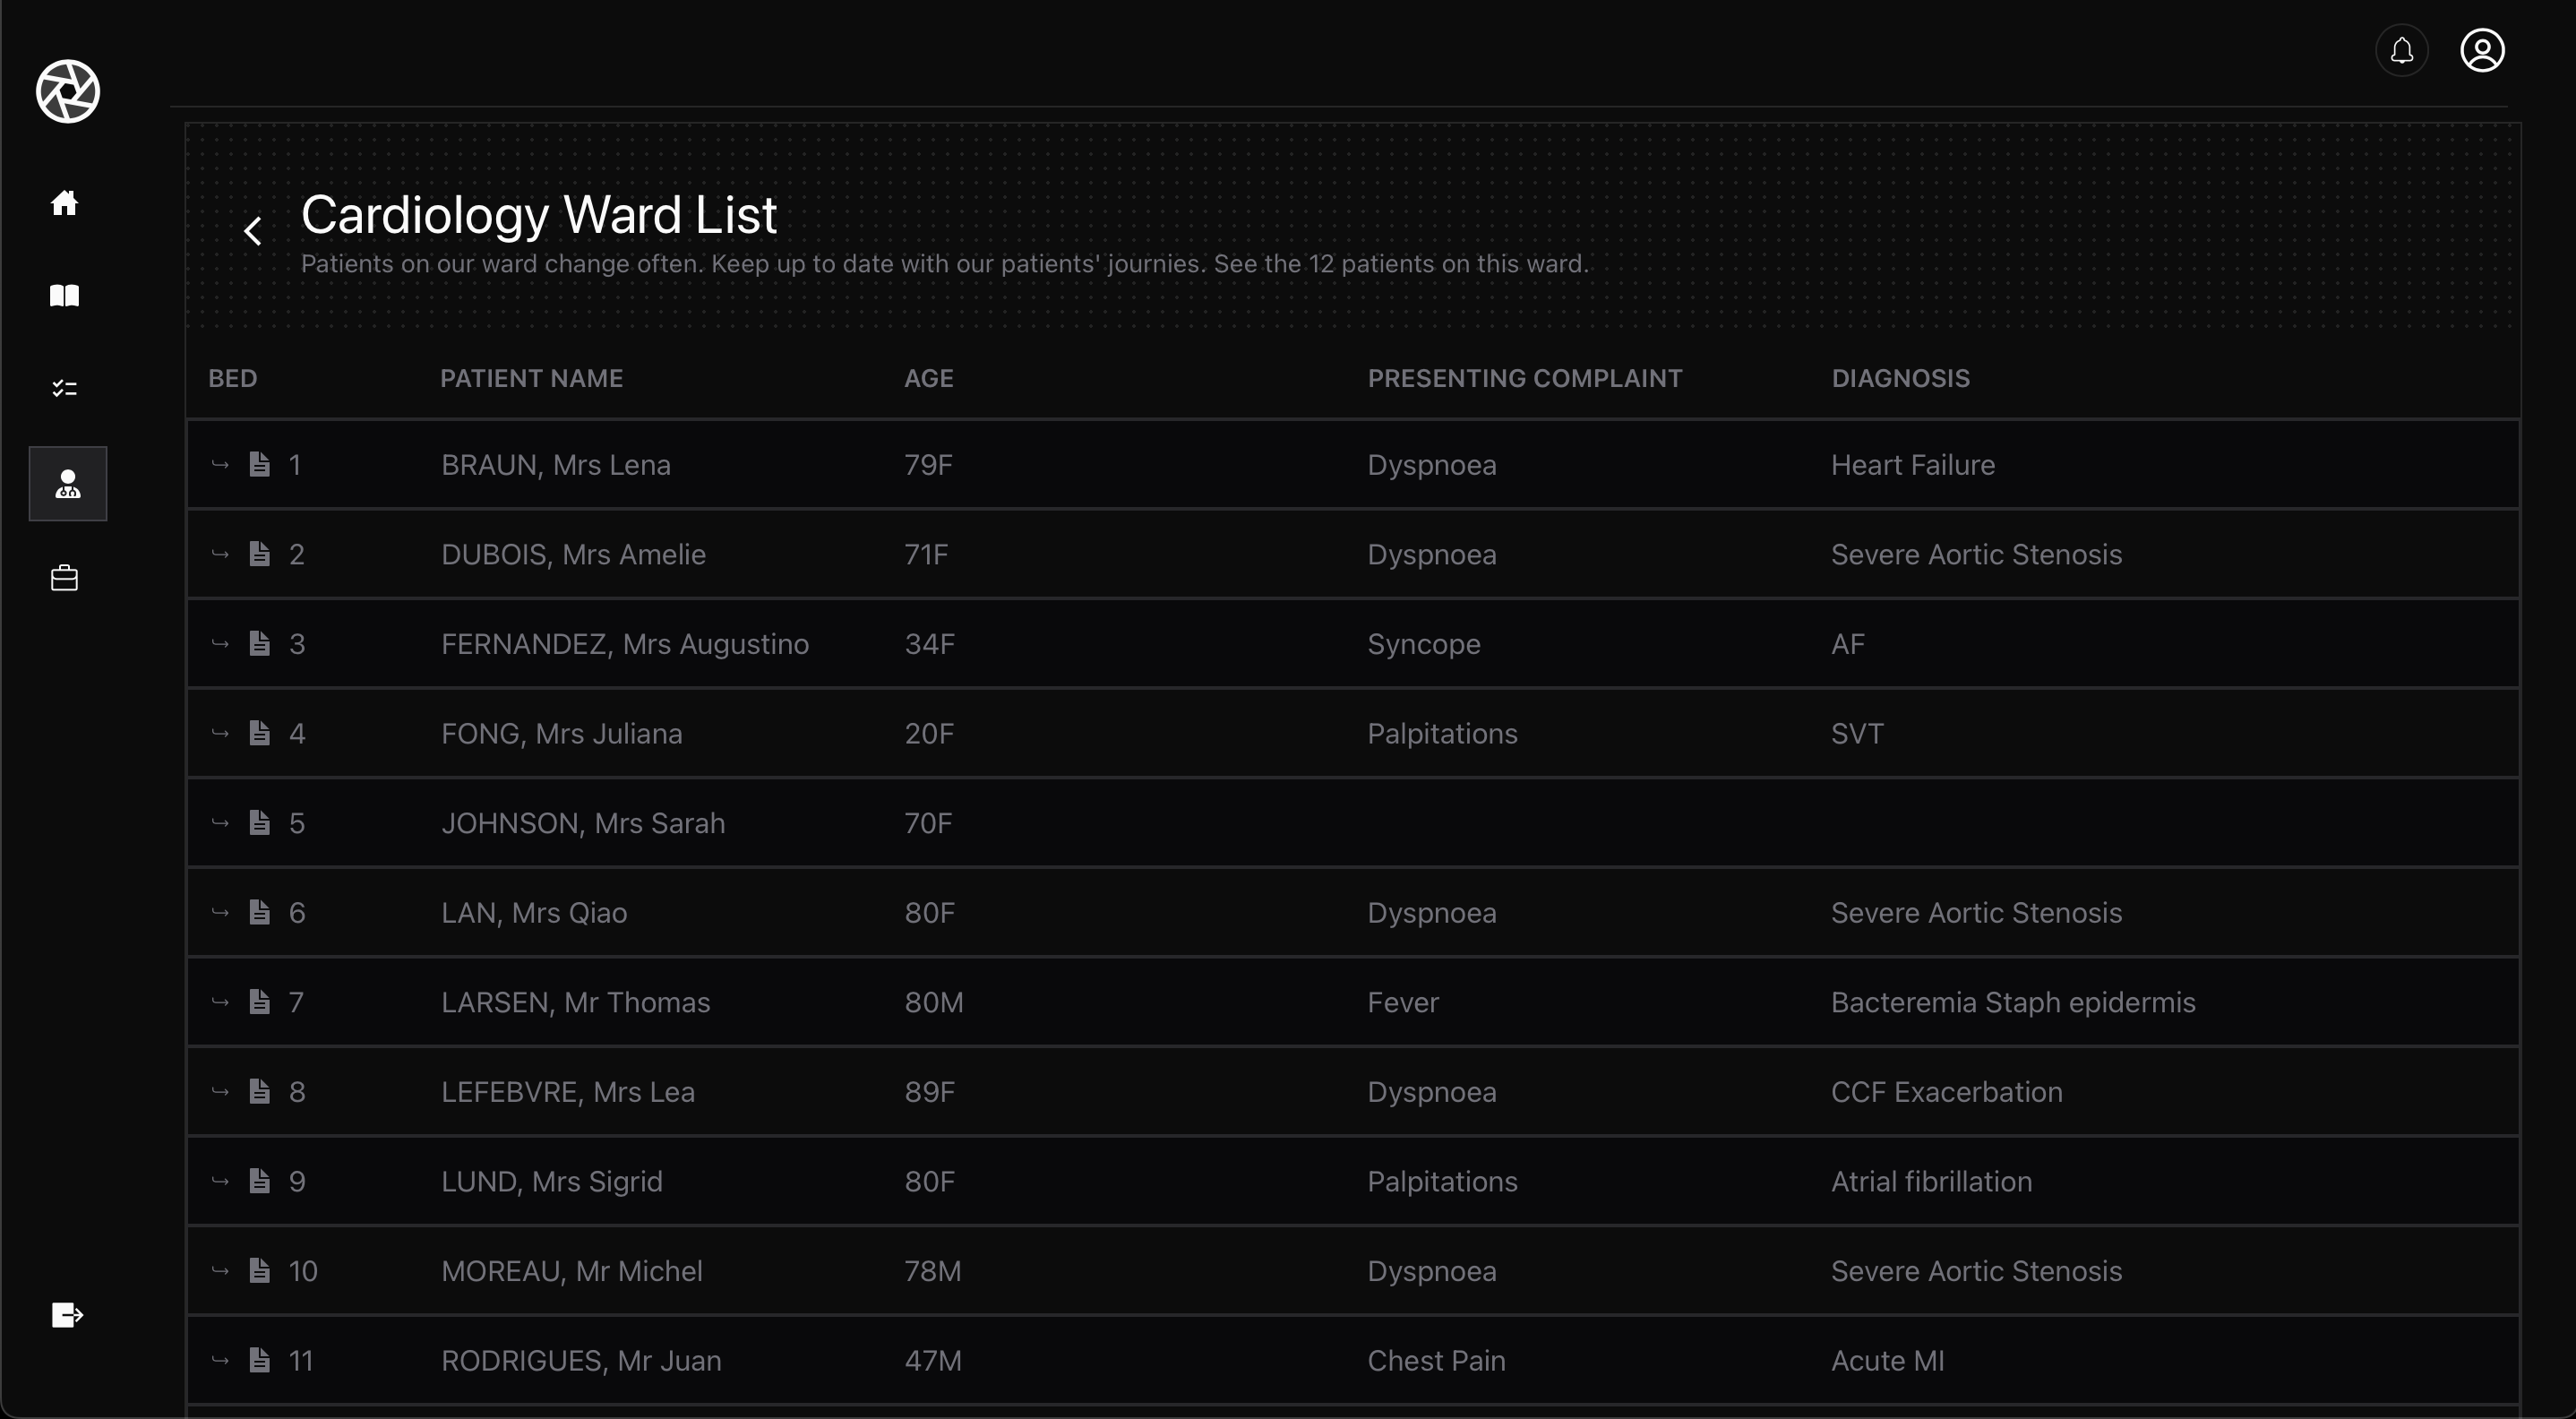 Cardiology Ward List
Patients on our ward change often. Keep up to date with our patients' journies. See the 12 patients on this ward.
BED PATIENT NAME AGE PRESENTING COMPLAINT DIAGNOSIS
1 BRAUN, Mrs Lena 79F Dyspnoea Heart Failure
2 DUBOIS, Mrs Amelie 71F Dyspnoea Severe Aortic Stenosis
3 FERNANDEZ, Mrs Augustino 34F Syncope AF
4 FONG, Mrs Juliana 20F Palpitations SVT
5 JOHNSON, Mrs Sarah 70F
6 LAN, Mrs Qiao 80F Dyspnoea Severe Aortic Stenosis
7 LARSEN, Mr Thomas 80M Fever Bacteremia Staph epidermis
8 LEFEBVRE, Mrs Lea 89F Dyspnoea CCF Exacerbation
9 LUND, Mrs Sigrid 80F Palpitations Atrial fibrillation
10 MOREAU, Mr Michel 78M Dyspnoea Severe Aortic Stenosis
11 RODRIGUES, Mr Juan 47M Chest Pain Acute MI